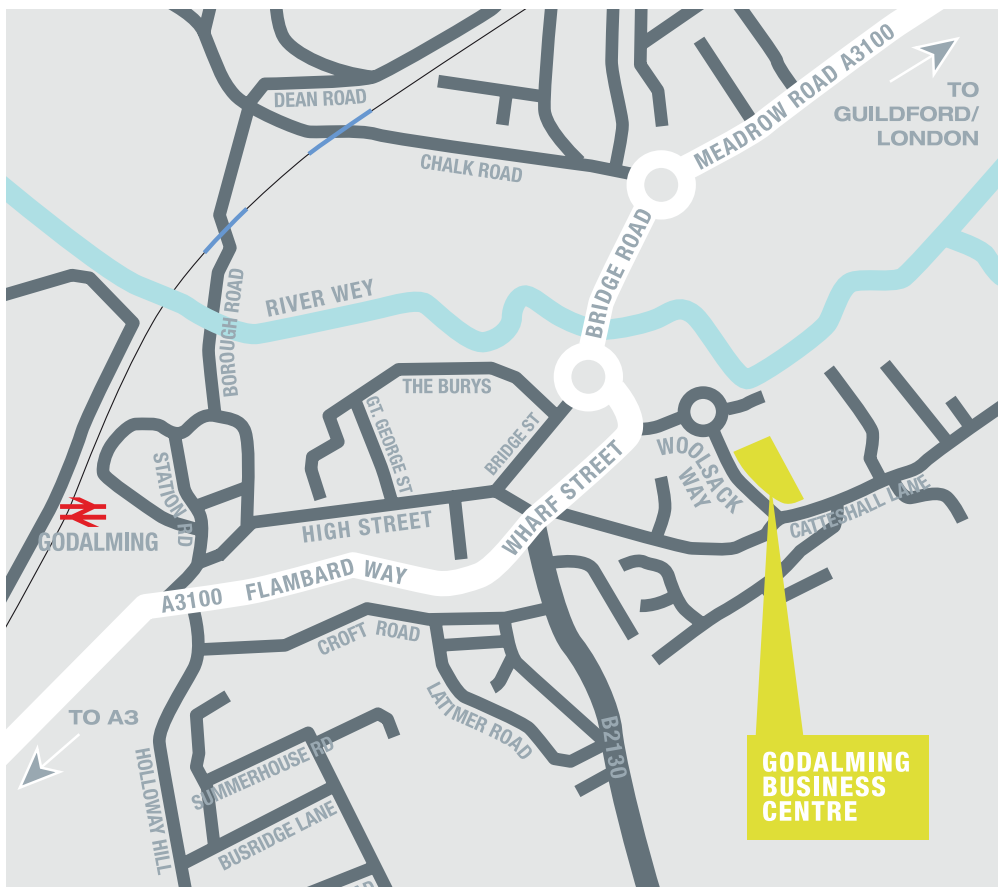 DEAN ROAD
MEADROW ROAD A3100
TO
GUILDFORD/
LONDON
CHALK ROAD
BRIDGE ROAD
RIVER WEY
BOROUGH ROAD
THE BURYS
GT. GEORGE ST
BRIDGE ST
STATION RD
WOOLSACK
WAY
WHARF STREET
HIGH STREET
CATTESHALL LANE
GODALMING
A3100 FLAMBARD WAY
CROFT ROAD
LATIMER ROAD
TO A3
B2130
HOLLOWAY HILL
SUMMERHOUSE RD
BUSRIDGE LANE
GODALMING
BUSINESS
CENTRE